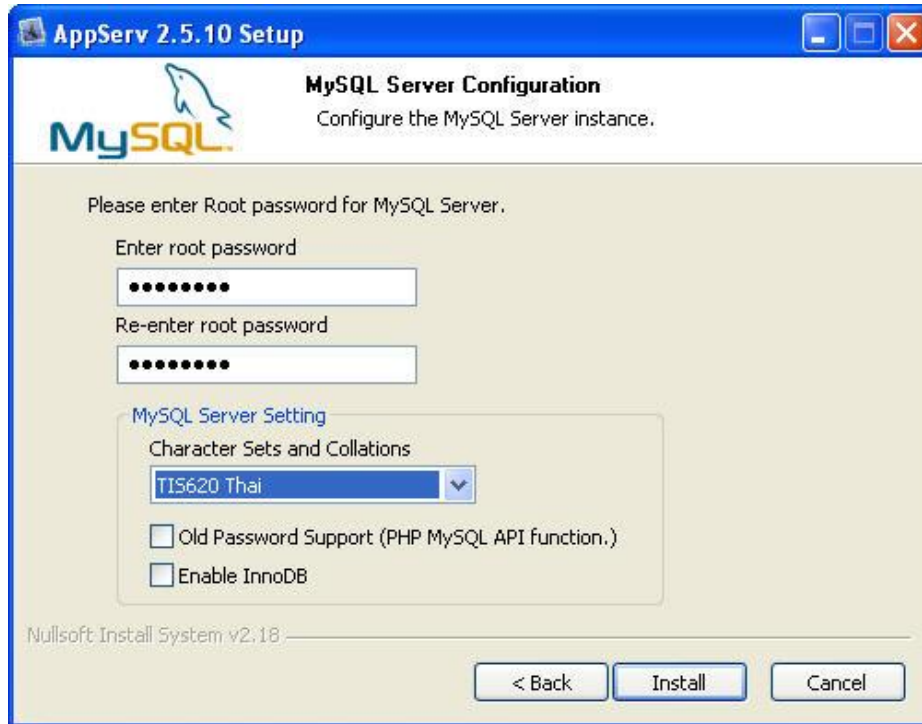 AppServ 2.5.10 Setup
MySQL Server Configuration
Configure the MySQL Server instance.
MySQL
Please enter Root password for MySQL Server.
Enter root password
●●●●●●●●
Re-enter root password
●●●●●●●●
MySQL Server Setting
Character Sets and Collations
TIS620 Thai
Old Password Support (PHP MySQL API function.)
Enable InnoDB
Nullsoft Install System v2.18
< Back Install Cancel